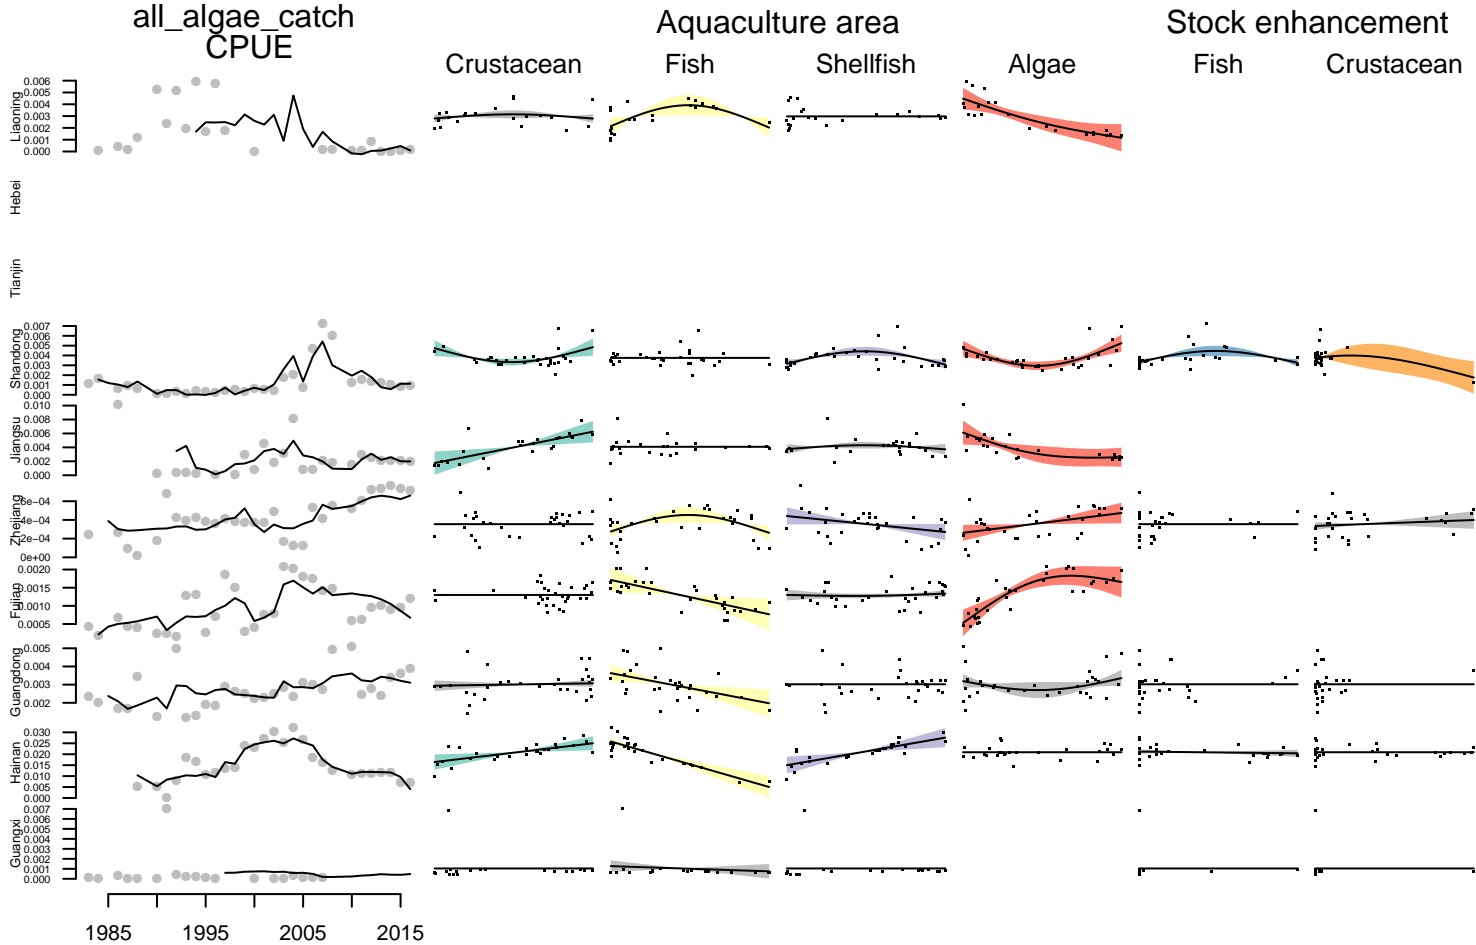 all_algae_catch
CPUE
Aquaculture area
Stock enhancement
Crustacean
Fish
Shellfish
Algae
Fish
Crustacean
Liaoning
0.006
0.005
0.004
0.003
0.002
0.001
0.000
Hebei
Tianjin
Shandong
0.007
0.006
0.005
0.004
0.003
0.002
0.001
0.000
Jiangsu
0.010
0.008
0.006
0.004
0.002
0.000
Zhejiang
6e−04
4e−04
2e−04
0e+00
Fujian
0.0020
0.0015
0.0010
0.0005
Guangdong
0.005
0.004
0.003
0.002
Hainan
0.030
0.025
0.020
0.015
0.010
0.005
0.000
Guangxi
0.007
0.006
0.005
0.004
0.003
0.002
0.001
0.000
1985
1995
2005
2015